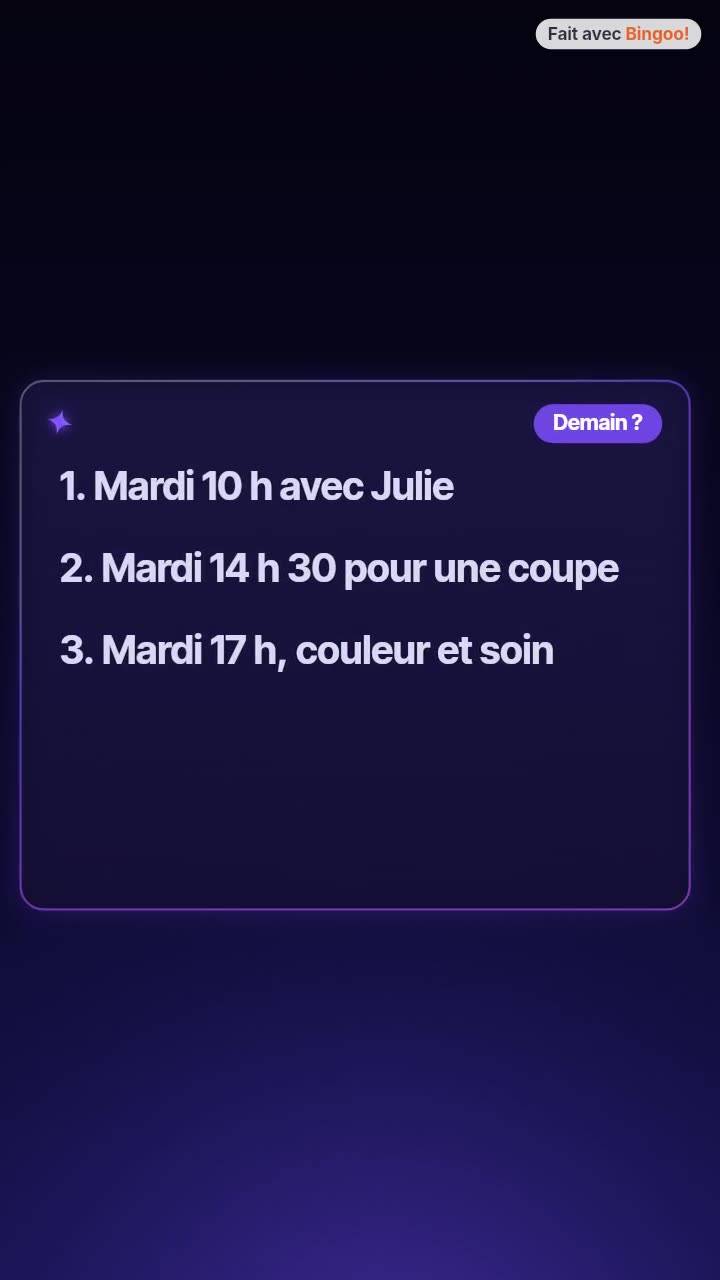 Fait avec Bingoo!
Demain ?
1. Mardi 10 h avec Julie
2. Mardi 14 h 30 pour une coupe
3. Mardi 17 h, couleur et soin